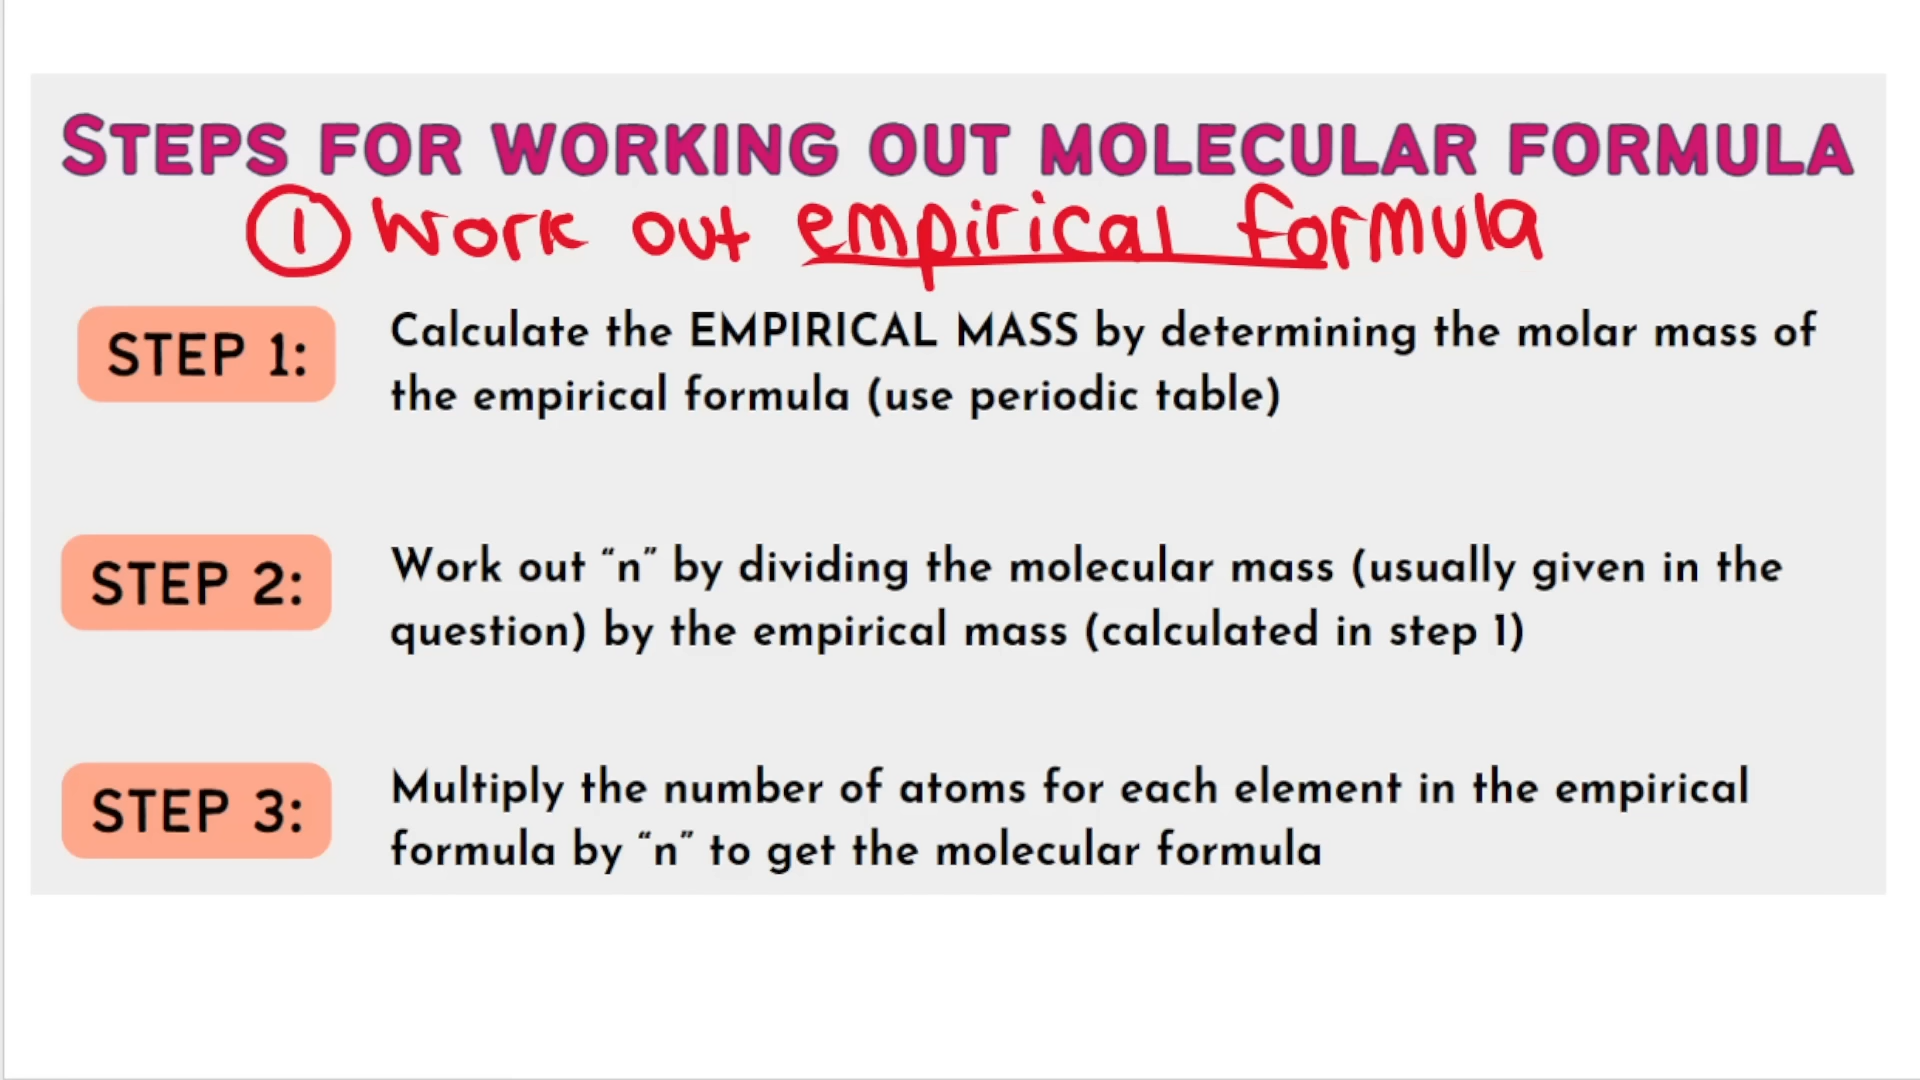 STEPS FOR WORKING OUT MOLECULAR FORMULA
① Work out empirical formula
STEP 1:
Calculate the EMPIRICAL MASS by determining the molar mass of
the empirical formula (use periodic table)
STEP 2:
Work out “n” by dividing the molecular mass (usually given in the
question) by the empirical mass (calculated in step 1)
STEP 3:
Multiply the number of atoms for each element in the empirical
formula by “n” to get the molecular formula